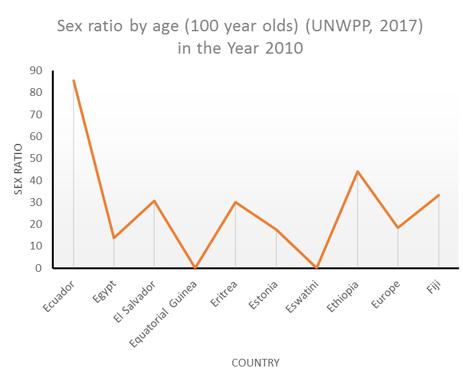 Sex ratio by age (100 year olds) (UNWPP, 2017)
in the Year 2010
90
80
70
60
50
40
30
20
10
0
SEX RATIO
Ecuador
Egypt
El Salvador
Equatorial Guinea
Eritrea
Estonia
Eswatini
Ethiopia
Europe
Fiji
COUNTRY